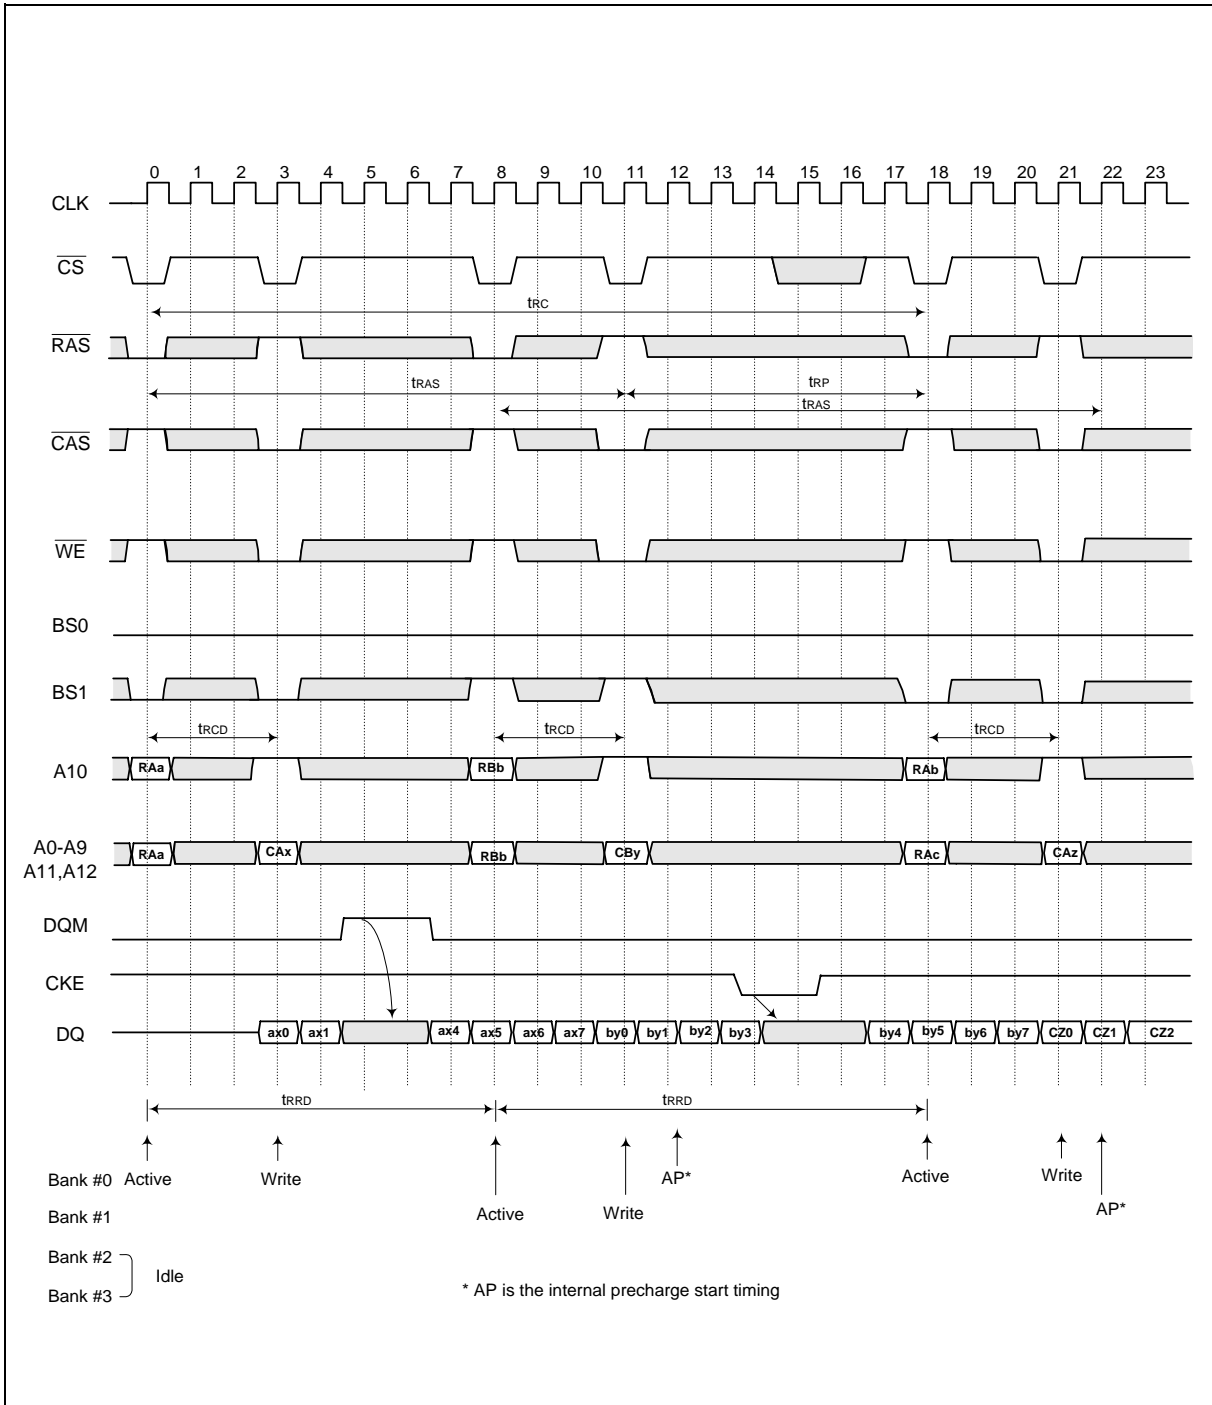 0 1 2 3 4 5 6 7 8 9 10 11 12 13 14 15 16 17 18 19 20 21 22 23
CLK
CS
tRC
RAS
tRAS tRP
tRAS
CAS
WE
BS0
BS1
tRCD tRCD tRCD
A10 RAa RBb RAb
A0-A9 RAa CAx RBb CBy RAc CAz
A11,A12
DQM
CKE
DQ ax0 ax1 ax4 ax5 ax6 ax7 by0 by1 by2 by3 by4 by5 by6 by7 CZ0 CZ1 CZ2
tRRD tRRD
Bank #0 Active Write AP* Active Write
Bank #1 Active Write AP*
Bank #2
Idle
Bank #3
* AP is the internal precharge start timing